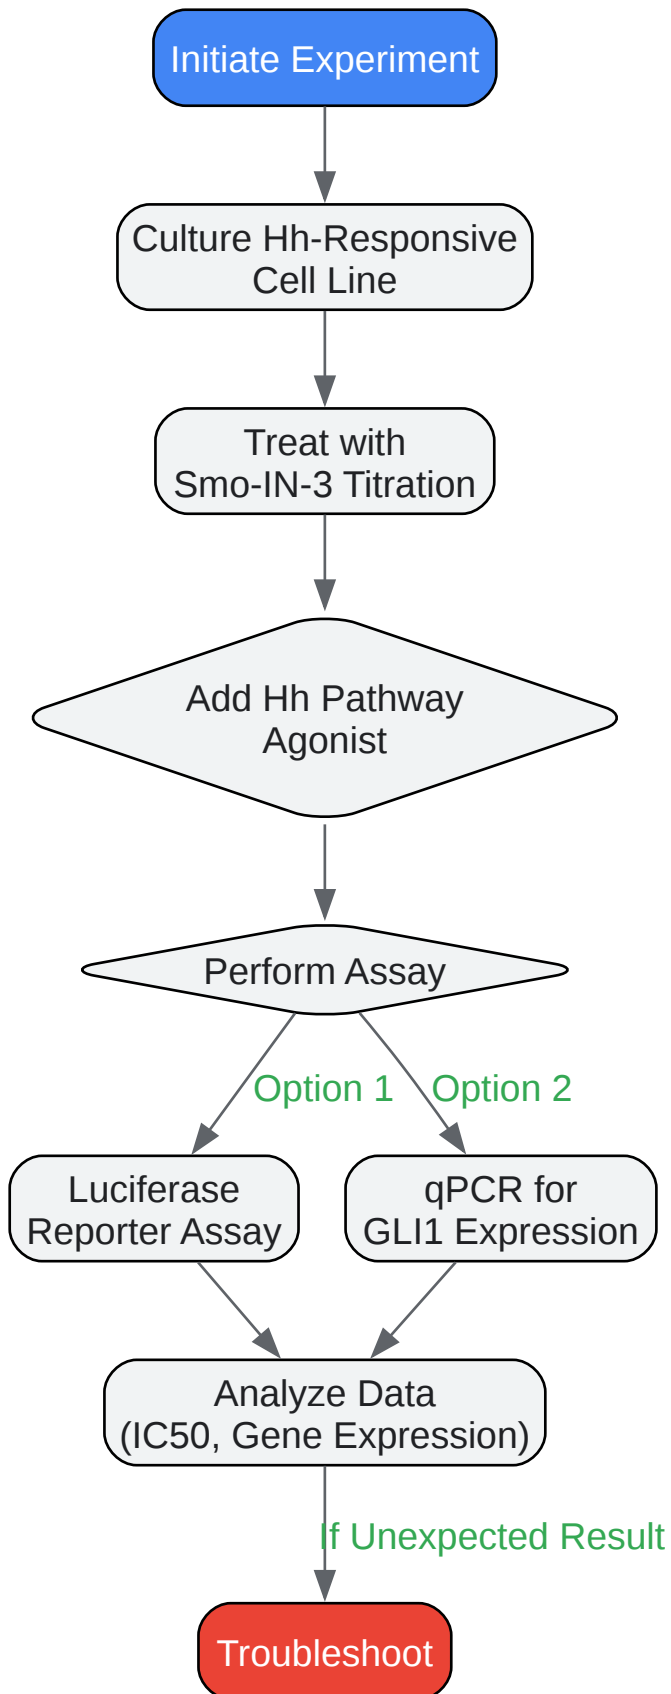 Initiate Experiment
Culture Hh-Responsive
Cell Line
Treat with
Smo-IN-3 Titration
Add Hh Pathway
Agonist
Perform Assay
Option 1
Option 2
Luciferase
Reporter Assay
qPCR for
GLI1 Expression
Analyze Data
(IC50, Gene Expression)
If Unexpected Result
Troubleshoot